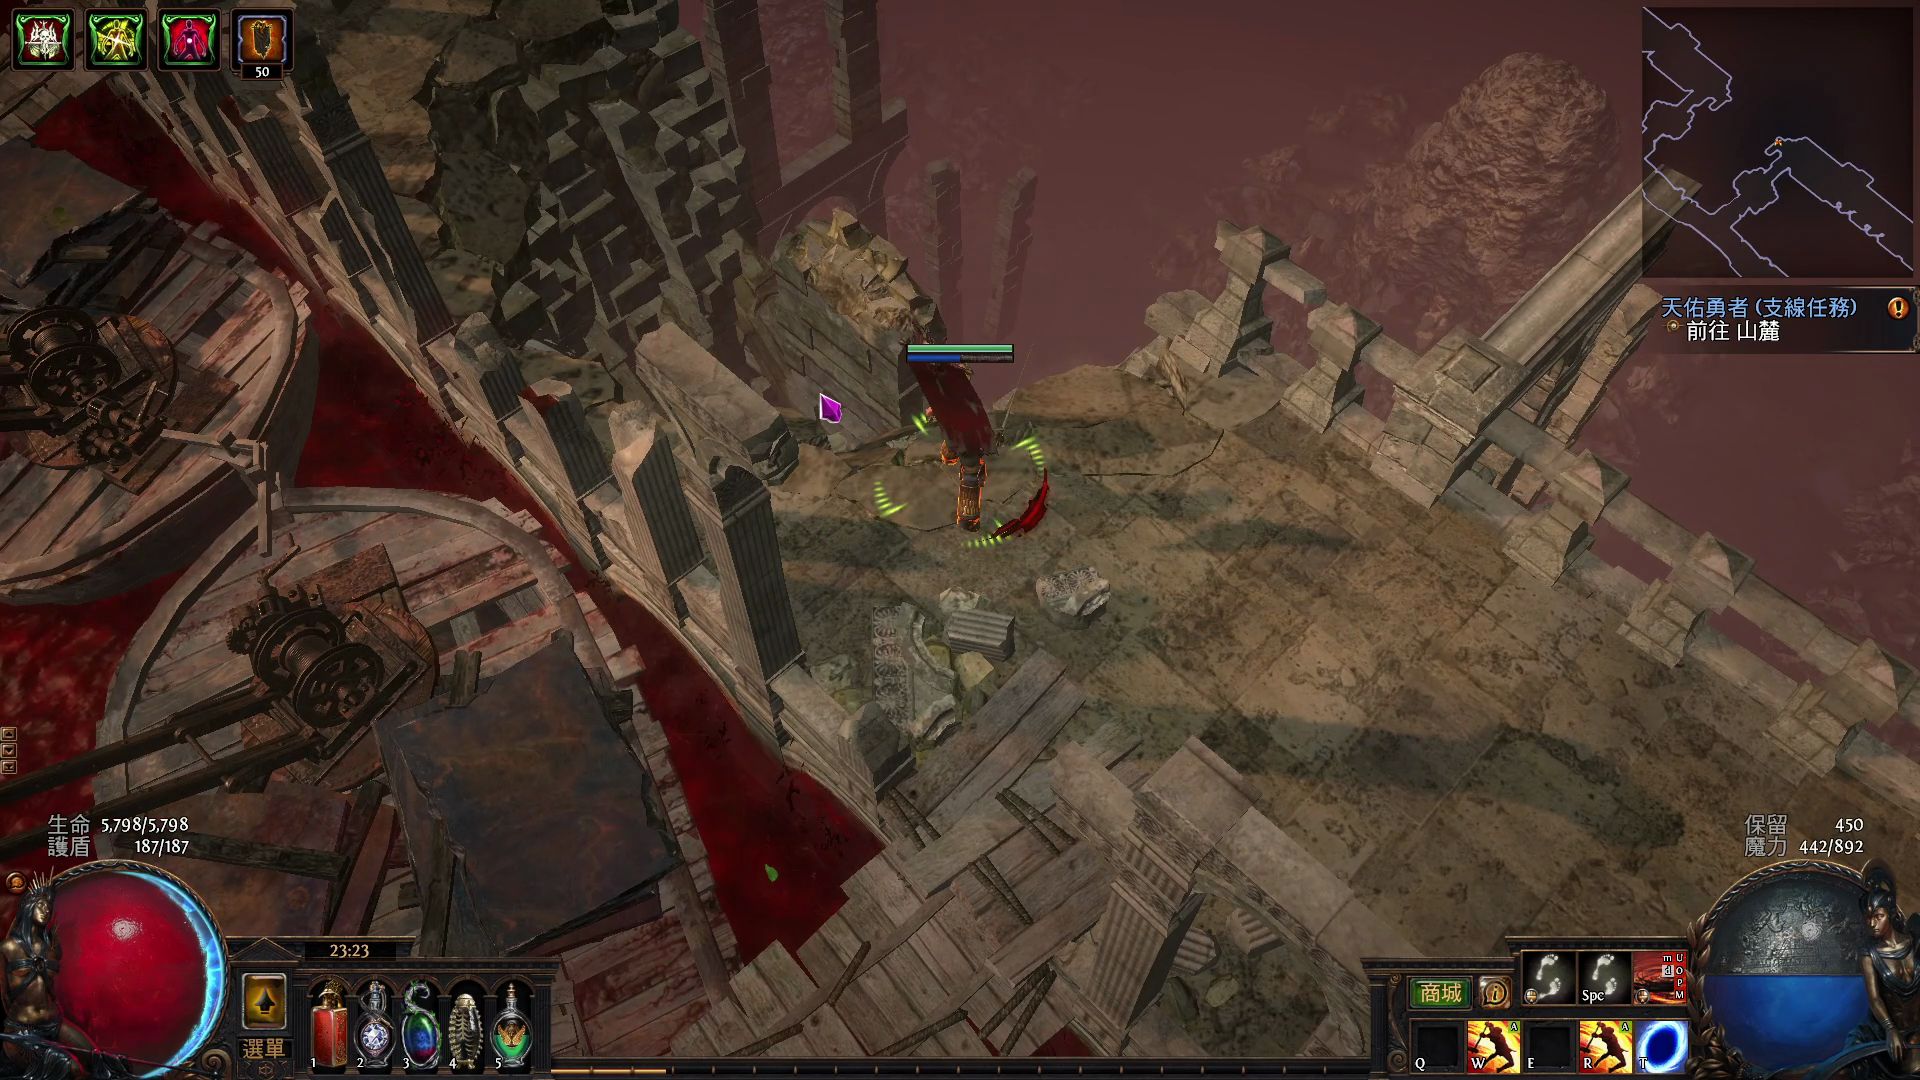 50
天佑勇者 (支線任務)
前往 山麓
生命 5,798/5,798
護盾 187/187
保留 450
魔力 442/892
23:23
選單
1 2 3 4 5
商城
Spc
m U
d O
P
M
Q W A E R A T